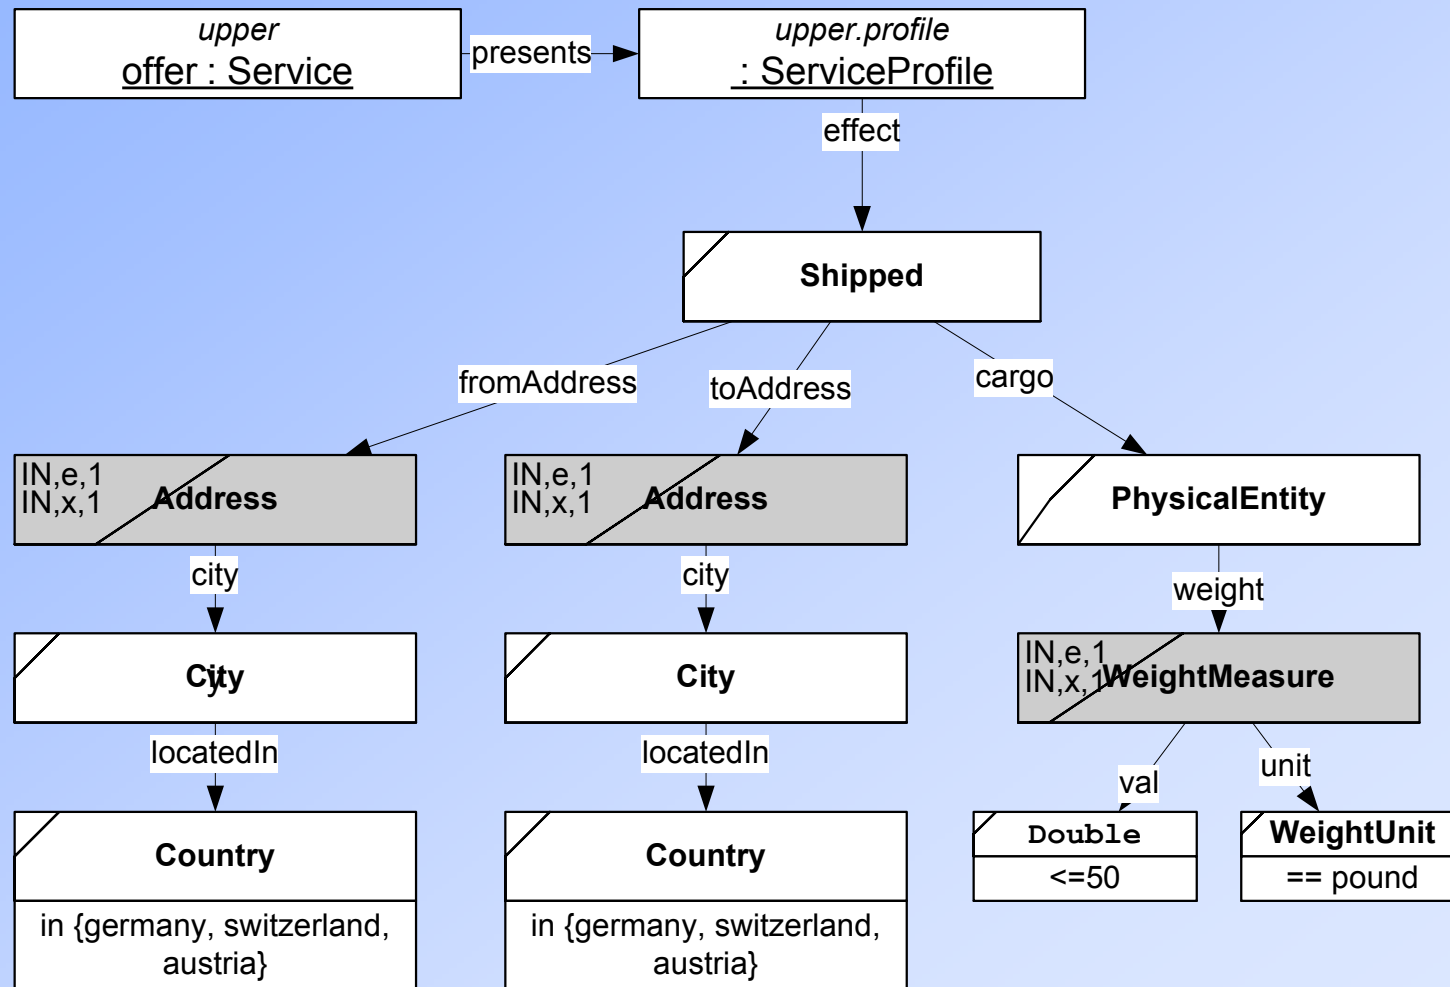 upper
offer : Service
presents
upper.profile
: ServiceProfile
effect
Shipped
fromAddress
toAddress
cargo
IN,e,1
IN,x,1
Address
IN,e,1
IN,x,1
Address
PhysicalEntity
city
city
weight
City
City
IN,e,1
IN,x,1
WeightMeasure
locatedIn
locatedIn
val
unit
Country
in {germany, switzerland,
austria}
Country
in {germany, switzerland,
austria}
Double
<=50
WeightUnit
== pound